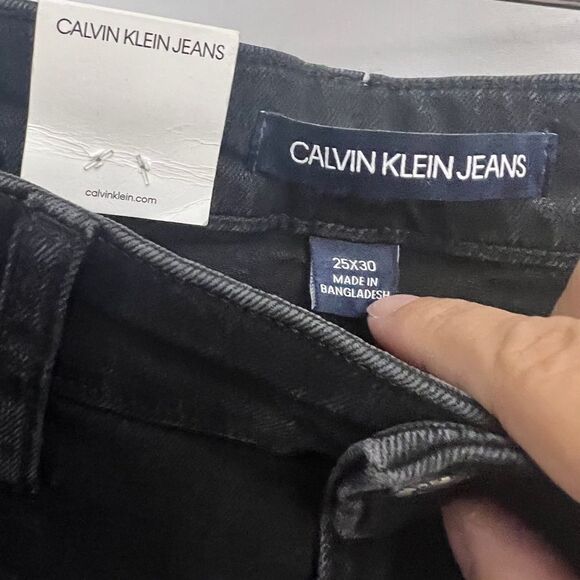 CALVIN KLEIN JEANS
calvinklein.com
CALVIN KLEIN JEANS
25X30
MADE IN
BANGLADESH